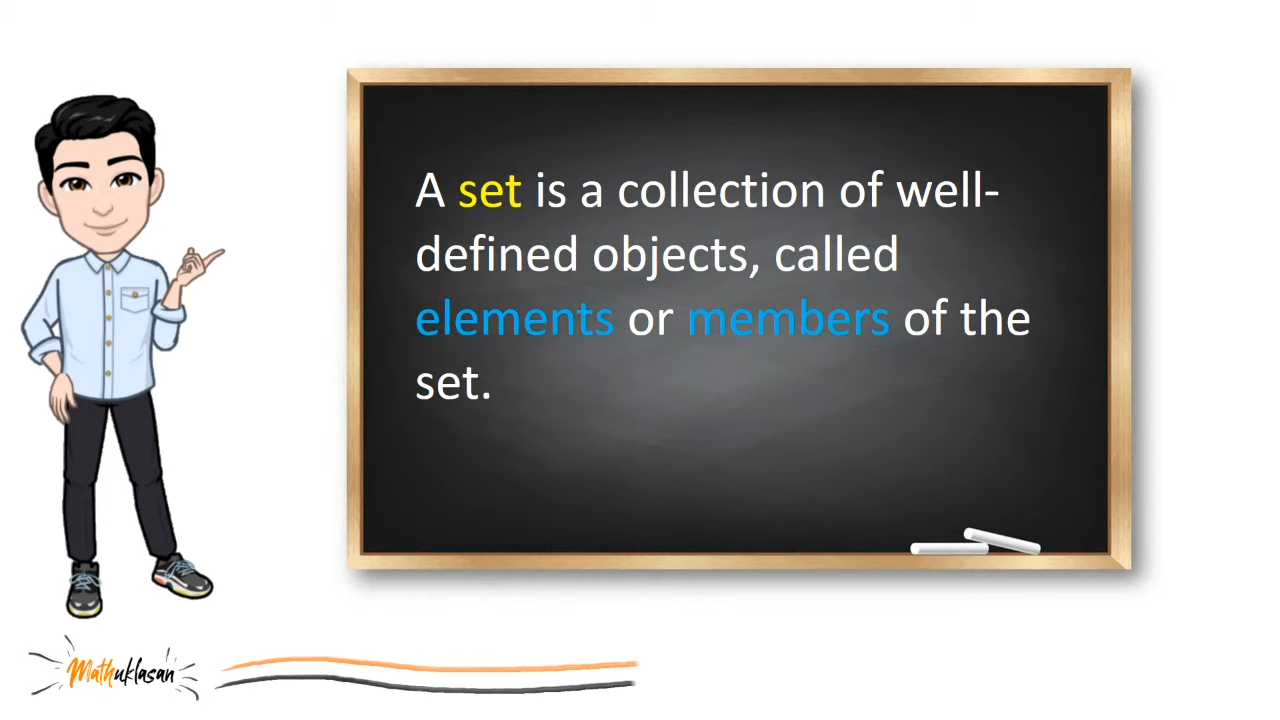 A set is a collection of well-
defined objects, called
elements or members of the
set.
Mathuklasan